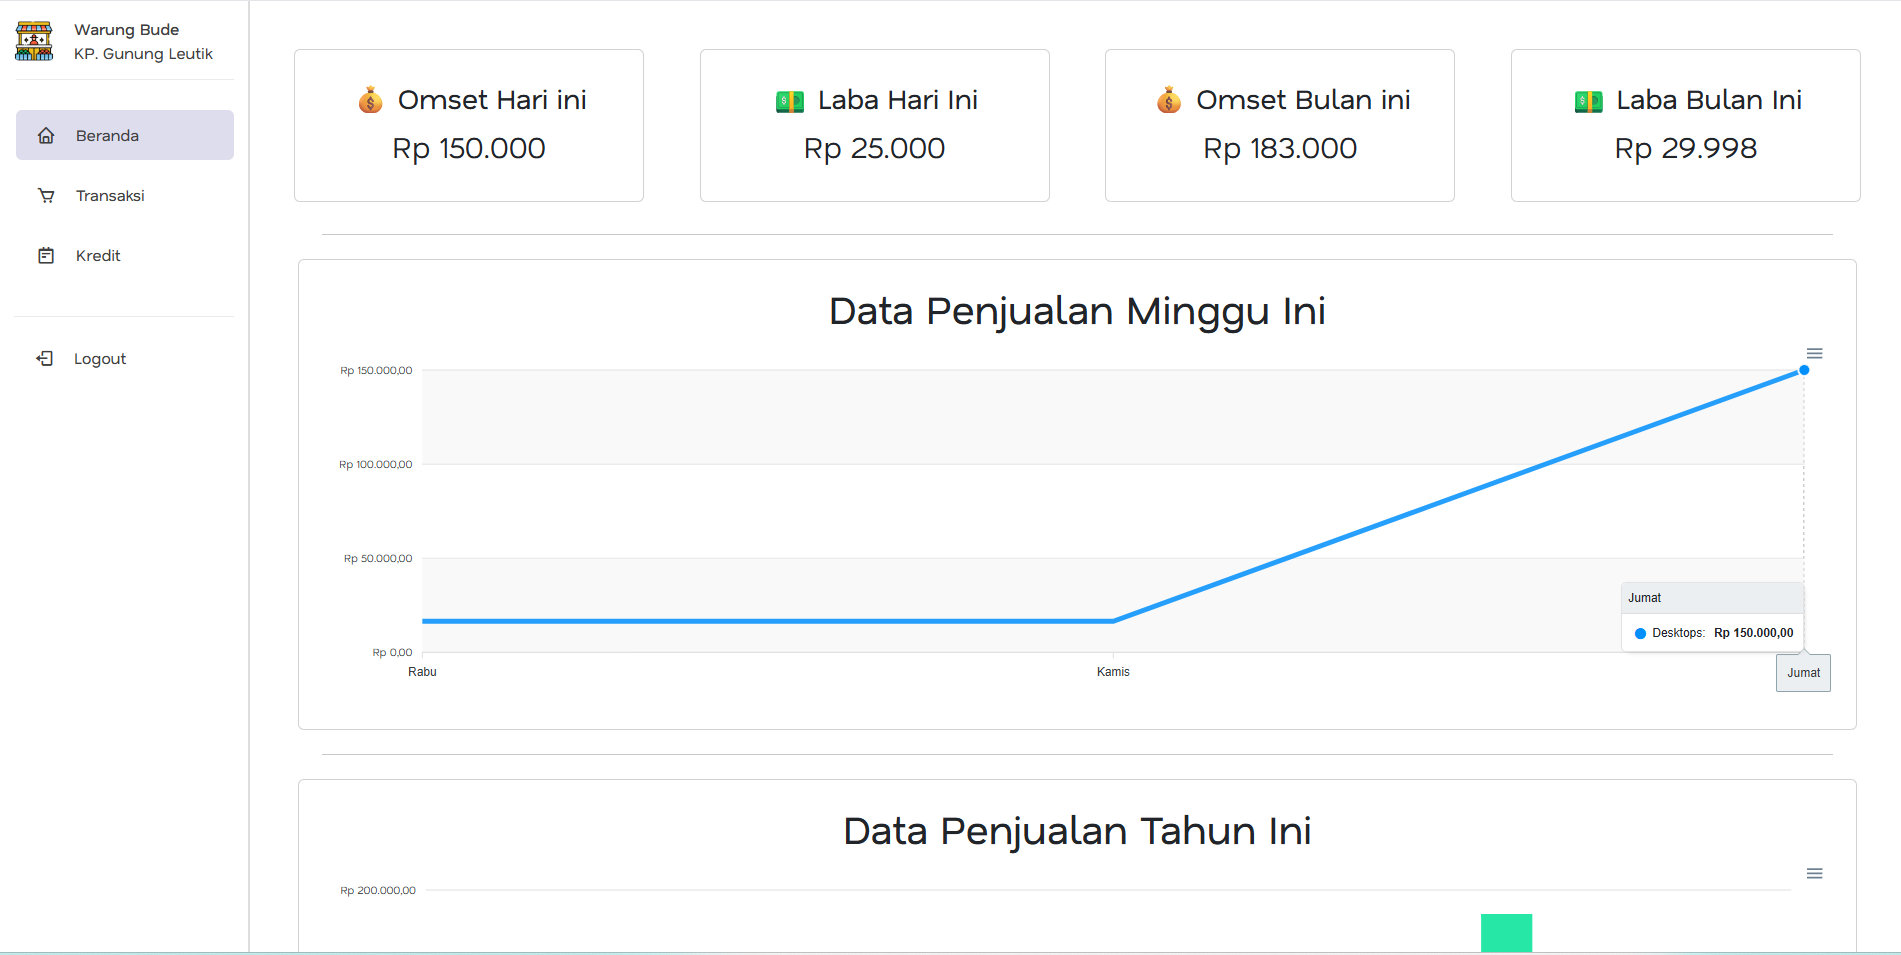 Warung Bude
KP. Gunung Leutik
Beranda
Transaksi
Kredit
Logout
Omset Hari ini
Rp 150.000
Laba Hari Ini
Rp 25.000
Omset Bulan ini
Rp 183.000
Laba Bulan Ini
Rp 29.998
Data Penjualan Minggu Ini
Rp 150.000,00
Rp 100.000,00
Rp 50.000,00
Rp 0,00
Rabu
Kamis
Jumat
Desktops: Rp 150.000,00
Jumat
Data Penjualan Tahun Ini
Rp 200.000,00